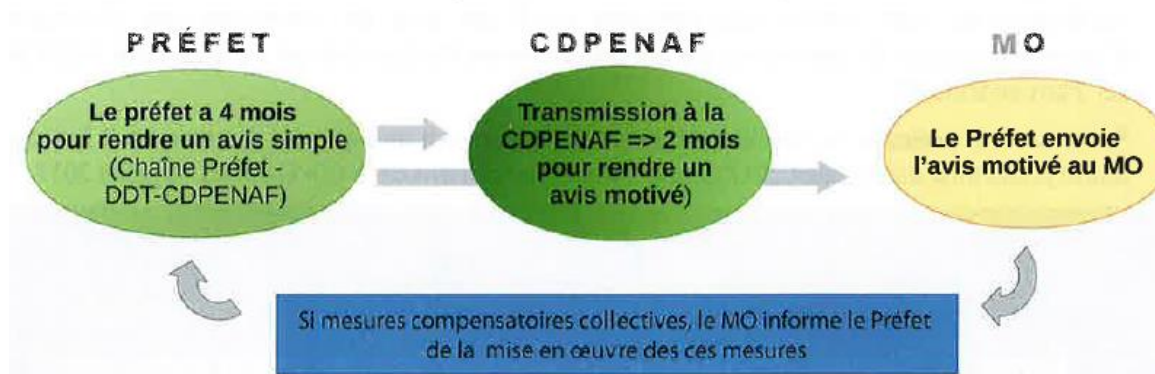 PRÉFET
CDPENAF
MO
Le préfet a 4 mois
pour rendre un avis simple
(Chaîne Préfet -
DDT-CDPENAF)
Transmission à la
CDPENAF => 2 mois
pour rendre un
avis motivé)
Le Préfet envoie
l'avis motivé au MO
Si mesures compensatoires collectives, le MO informe le Préfet
de la mise en œuvre des ces mesures